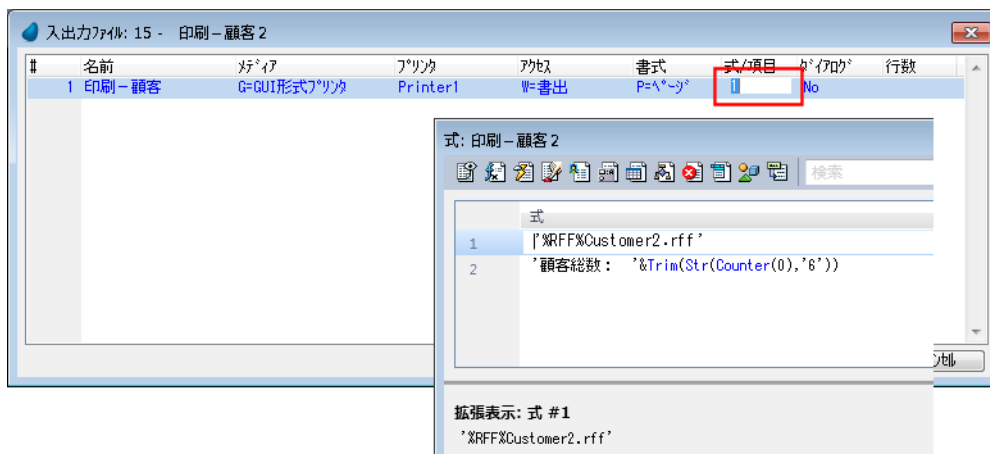 入出力ﾌｧｲﾙ: 15 - 印刷－顧客２
# 名前 ﾒﾃﾞｨｱ ﾌﾟﾘﾝﾀ ｱｸｾｽ 書式 式/項目 ﾀﾞｲｱﾛｸﾞ 行数
1 印刷－顧客 G=GUI形式ﾌﾟﾘﾝﾀ Printer1 W=書出 P=ﾍﾟｰｼﾞ 1 No
式: 印刷－顧客２
検索
式
1 '%RFF%Customer2.rff'
2 '顧客総数： '&Trim(Str(Counter(0),'6'))
ﾝｾﾙ
拡張表示: 式 #1
'%RFF%Customer2.rff'